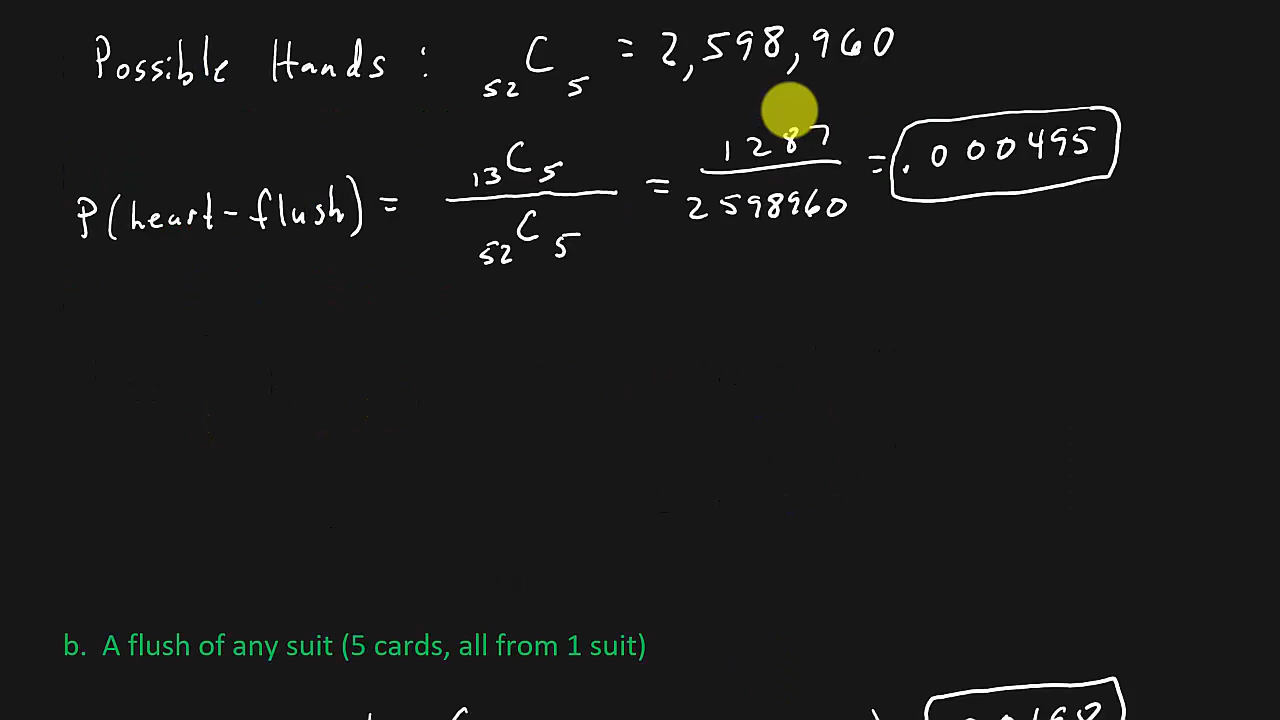 Possible Hands : 52C5 = 2,598,960
P(heart-flush) = 13C5 / 52C5 = 1287 / 2598960 = .000495
b. A flush of any suit (5 cards, all from 1 suit)